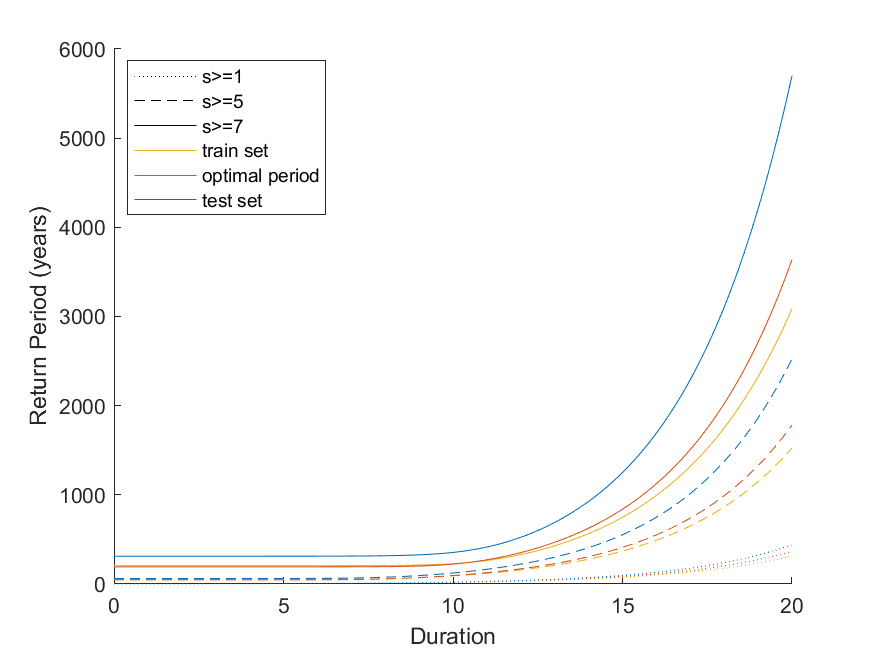 6000
5000
4000
3000
2000
1000
0
0
5
10
15
20
Return Period (years)
Duration
s>=1
s>=5
s>=7
train set
optimal period
test set